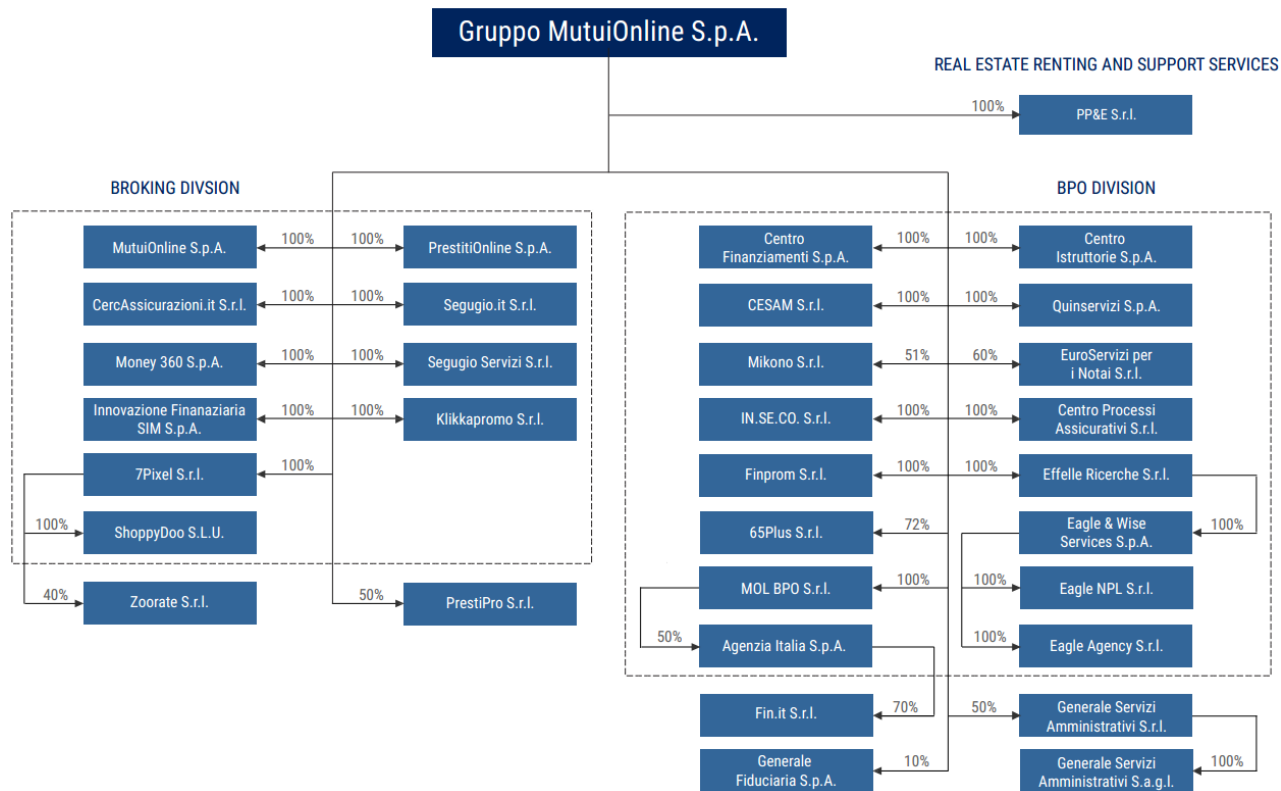 Gruppo MutuiOnline S.p.A.
REAL ESTATE RENTING AND SUPPORT SERVICES
100%
PP&E S.r.l.
BROKING DIVSION
MutuiOnline S.p.A.
100%
100%
PrestitiOnline S.p.A.
CercAssicurazioni.it S.r.l.
100%
100%
Segugio.it S.r.l.
Money 360 S.p.A.
100%
100%
Segugio Servizi S.r.l.
Innovazione Finanaziaria
SIM S.p.A.
100%
100%
Klikkapromo S.r.l.
7Pixel S.r.l.
100%
100%
ShoppyDoo S.L.U.
40%
Zoorate S.r.l.
50%
PrestiPro S.r.l.
BPO DIVISION
Centro
Finanziamenti S.p.A.
100%
100%
Centro
Istruttorie S.p.A.
CESAM S.r.l.
100%
100%
Quinservizi S.p.A.
Mikono S.r.l.
51%
60%
EuroServizi per
i Notai S.r.l.
IN.SE.CO. S.r.l.
100%
100%
Centro Processi
Assicurativi S.r.l.
Finprom S.r.l.
100%
100%
Effelle Ricerche S.r.l.
65Plus S.r.l.
72%
Eagle & Wise
Services S.p.A.
100%
MOL BPO S.r.l.
100%
100%
Eagle NPL S.r.l.
50%
Agenzia Italia S.p.A.
100%
Eagle Agency S.r.l.
Fin.it S.r.l.
70%
50%
Generale Servizi
Amministrativi S.r.l.
Generale
Fiduciaria S.p.A.
10%
Generale Servizi
Amministrativi S.a.g.l.
100%